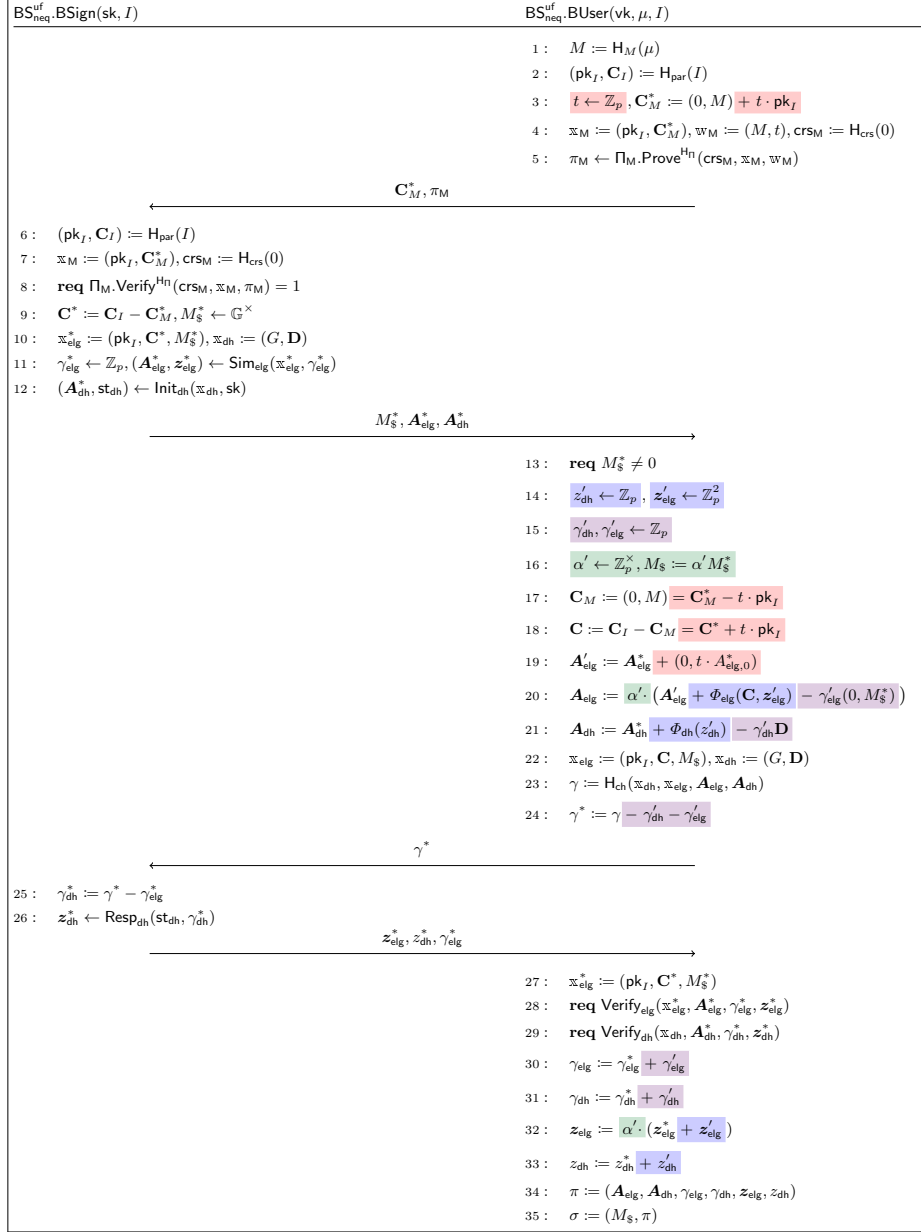 BS^uf_neq.BSign(sk, I)
BS^uf_neq.BUser(vk, μ, I)
1 : M := H_M(μ)
2 : (pk_I, C_I) := H_par(I)
3 : t ← ℤ_p, C*_M := (0, M) + t · pk_I
4 : 𝕩_M := (pk_I, C*_M), 𝕨_M := (M, t), crs_M := H_crs(0)
5 : π_M ← Π_M.Prove^{H_Π}(crs_M, 𝕩_M, 𝕨_M)
C*_M, π_M
6 : (pk_I, C_I) := H_par(I)
7 : 𝕩_M := (pk_I, C*_M), crs_M := H_crs(0)
8 : req Π_M.Verify^{H_Π}(crs_M, 𝕩_M, π_M) = 1
9 : C* := C_I − C*_M, M*_$ ← 𝔾^×
10 : 𝕩*_elg := (pk_I, C*, M*_$), 𝕩_dh := (G, D)
11 : γ*_elg ← ℤ_p, (A*_elg, z*_elg) ← Sim_elg(𝕩*_elg, γ*_elg)
12 : (A*_dh, st_dh) ← Init_dh(𝕩_dh, sk)
M*_$, A*_elg, A*_dh
13 : req M*_$ ≠ 0
14 : z′_dh ← ℤ_p, z′_elg ← ℤ²_p
15 : γ′_dh, γ′_elg ← ℤ_p
16 : α′ ← ℤ^×_p, M_$ := α′M*_$
17 : C_M := (0, M) = C*_M − t · pk_I
18 : C := C_I − C_M = C* + t · pk_I
19 : A′_elg := A*_elg + (0, t · A*_{elg,0})
20 : A_elg := α′· (A′_elg + Φ_elg(C, z′_elg) − γ′_elg(0, M*_$))
21 : A_dh := A*_dh + Φ_dh(z′_dh) − γ′_dh D
22 : 𝕩_elg := (pk_I, C, M_$), 𝕩_dh := (G, D)
23 : γ := H_ch(𝕩_dh, 𝕩_elg, A_elg, A_dh)
24 : γ* := γ − γ′_dh − γ′_elg
γ*
25 : γ*_dh := γ* − γ*_elg
26 : z*_dh ← Resp_dh(st_dh, γ*_dh)
z*_elg, z*_dh, γ*_elg
27 : 𝕩*_elg := (pk_I, C*, M*_$)
28 : req Verify_elg(𝕩*_elg, A*_elg, γ*_elg, z*_elg)
29 : req Verify_dh(𝕩_dh, A*_dh, γ*_dh, z*_dh)
30 : γ_elg := γ*_elg + γ′_elg
31 : γ_dh := γ*_dh + γ′_dh
32 : z_elg := α′· (z*_elg + z′_elg)
33 : z_dh := z*_dh + z′_dh
34 : π := (A_elg, A_dh, γ_elg, γ_dh, z_elg, z_dh)
35 : σ := (M_$, π)